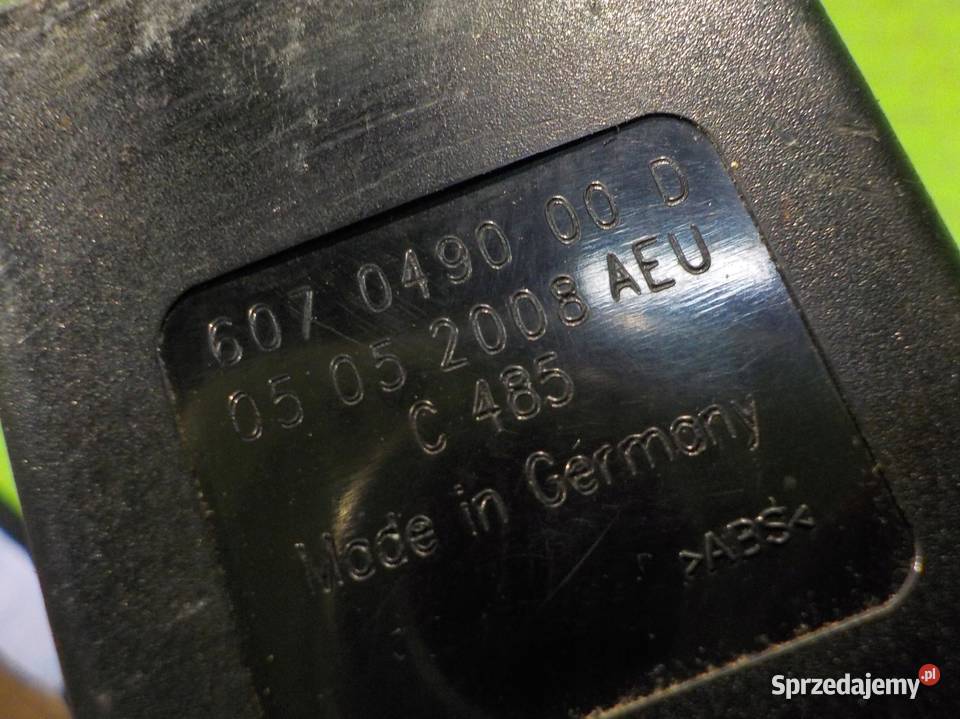 607 0490 00 D
05 05 2008 AEU
C 485
Made in Germany
>ABS<
Sprzedajemy.pl